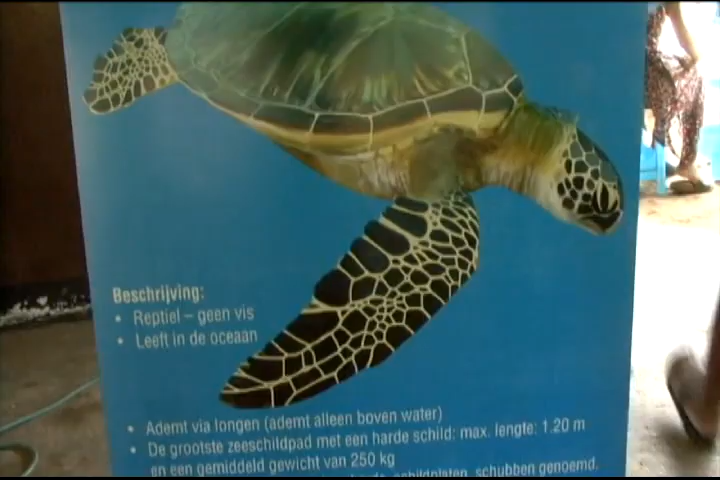 Beschrijving:
• Reptiel – geen vis
• Leeft in de oceaan
• Ademt via longen (ademt alleen boven water)
• De grootste zeeschildpad met een harde schild: max. lengte: 1.20 m
en een gemiddeld gewicht van 250 kg
schildplaten, schubben genoemd.